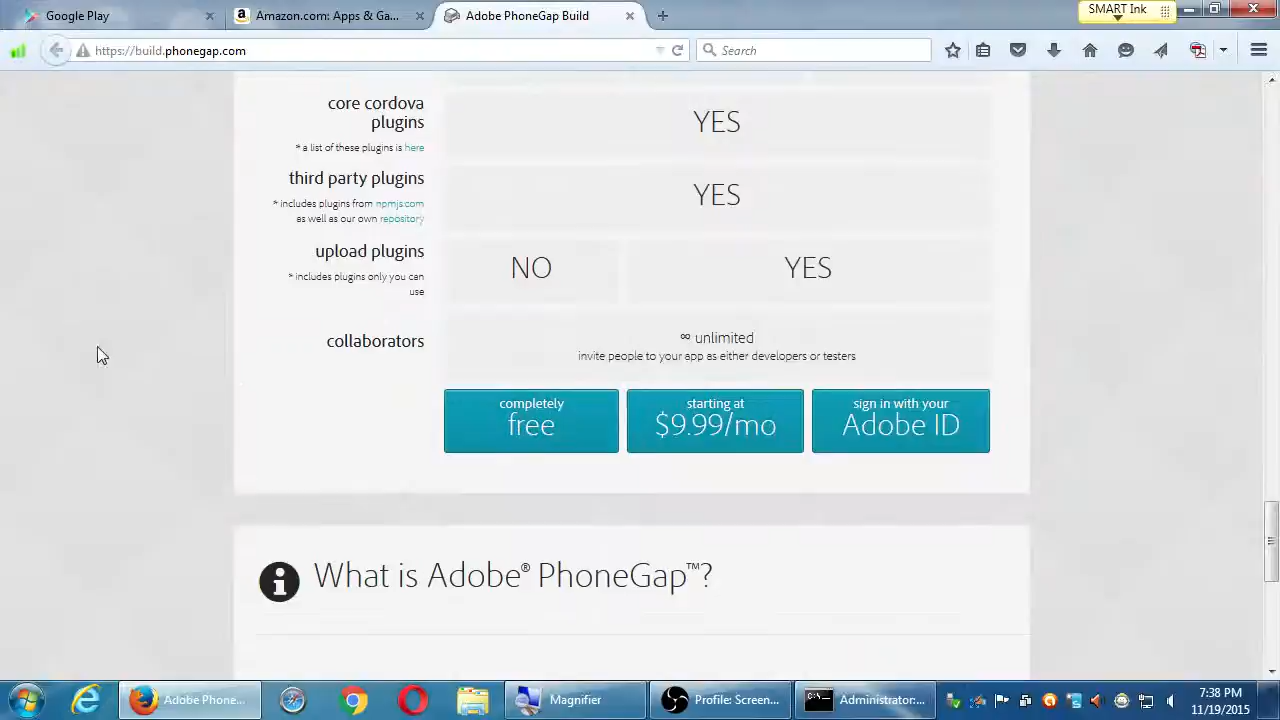 Google Play
Amazon.com: Apps & Ga...
Adobe PhoneGap Build
SMART Ink
https://build.phonegap.com
Search
core cordova
plugins
* a list of these plugins is here
YES
third party plugins
* includes plugins from npmjs.com
as well as our own repository
YES
upload plugins
* includes plugins only you can
use
NO
YES
collaborators
∞ unlimited
invite people to your app as either developers or testers
completely
free
starting at
$9.99/mo
sign in with your
Adobe ID
What is Adobe® PhoneGap™?
Adobe Phone...
Magnifier
Profile: Screen...
Administrator:...
7:38 PM
11/19/2015